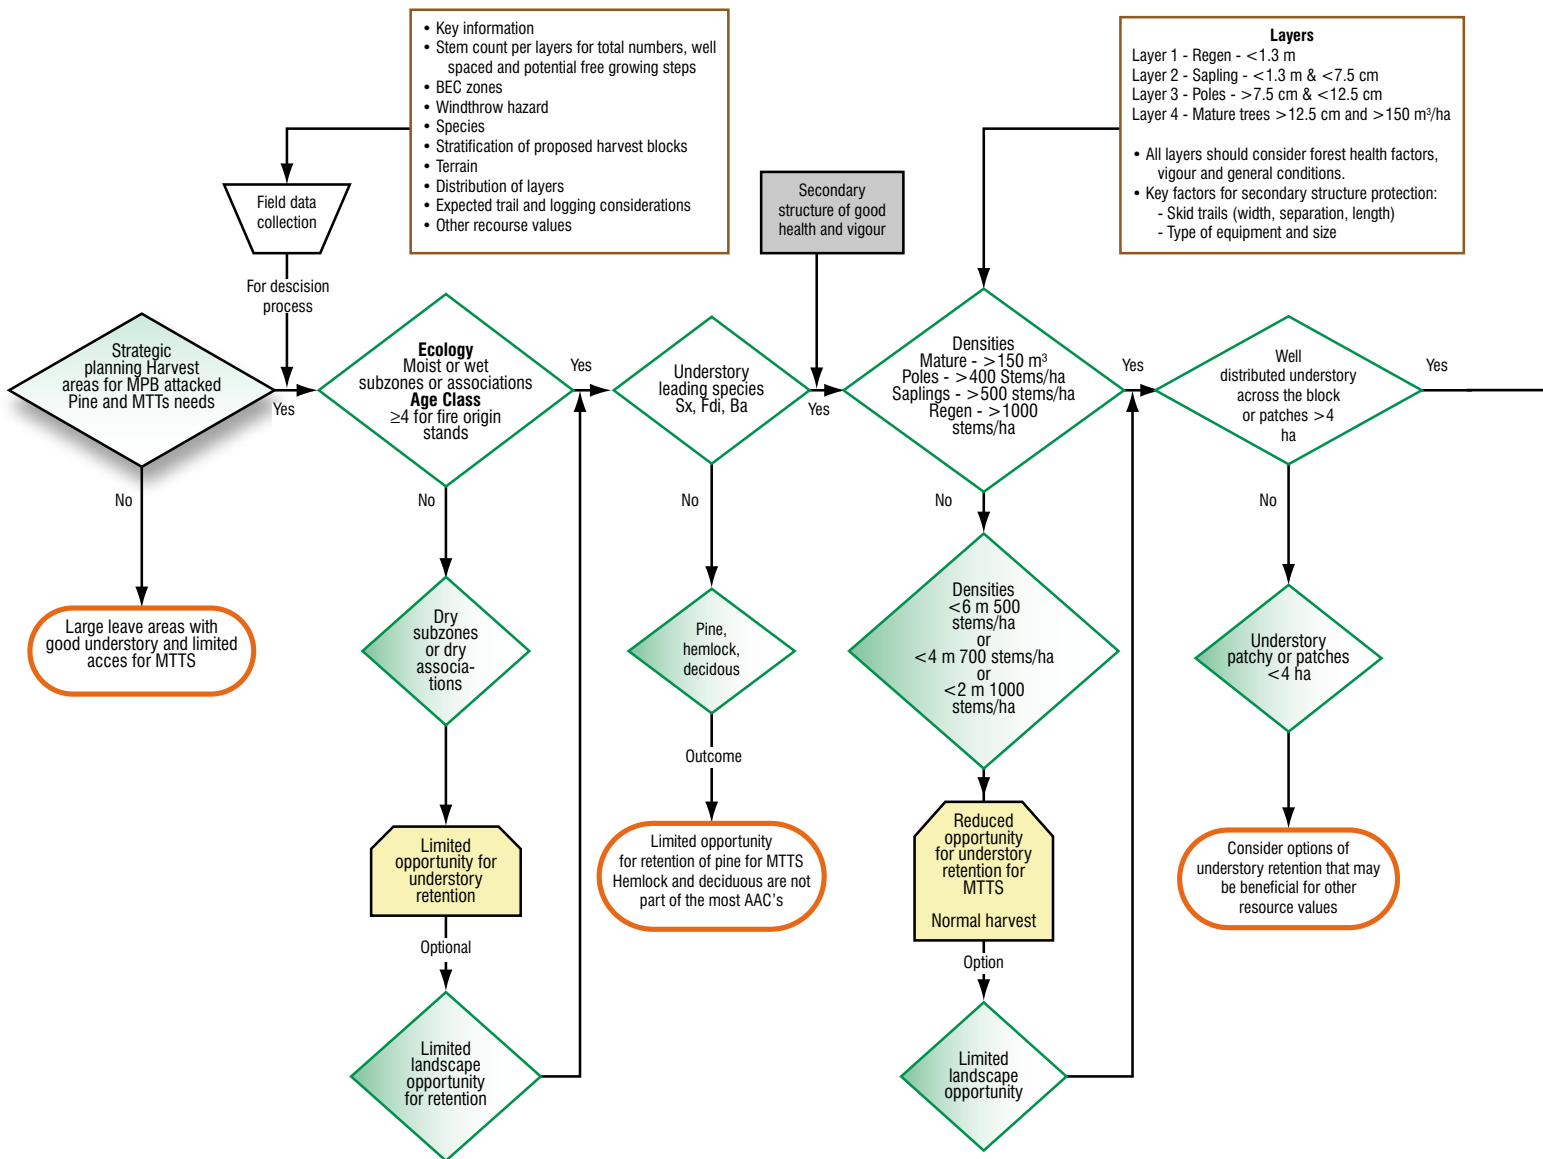 • Key information
• Stem count per layers for total numbers, well
spaced and potential free growing steps
• BEC zones
• Windthrow hazard
• Species
• Stratification of proposed harvest blocks
• Terrain
• Distribution of layers
• Expected trail and logging considerations
• Other recourse values
Layers
Layer 1 - Regen - <1.3 m
Layer 2 - Sapling - <1.3 m & <7.5 cm
Layer 3 - Poles - >7.5 cm & <12.5 cm
Layer 4 - Mature trees >12.5 cm and >150 m³/ha
• All layers should consider forest health factors,
vigour and general conditions.
• Key factors for secondary structure protection:
- Skid trails (width, separation, length)
- Type of equipment and size
Field data
collection
Secondary
structure of good
health and vigour
For descision
process
Strategic
planning Harvest
areas for MPB attacked
Pine and MTTs needs
Yes
No
Large leave areas with
good understory and limited
acces for MTTS
Ecology
Moist or wet
subzones or associations
Age Class
≥4 for fire origin
stands
Yes
No
Dry
subzones
or dry
associa-
tions
Limited
opportunity for
understory
retention
Optional
Limited
landscape
opportunity
for retention
Understory
leading species
Sx, Fdi, Ba
Yes
No
Pine,
hemlock,
decidous
Outcome
Limited opportunity
for retention of pine for MTTS
Hemlock and deciduous are not
part of the most AAC's
Densities
Mature - >150 m³
Poles - >400 Stems/ha
Saplings - >500 stems/ha
Regen - >1000
stems/ha
Yes
No
Densities
<6 m 500
stems/ha
or
<4 m 700 stems/ha
or
<2 m 1000
stems/ha
Reduced
opportunity
for understory
retention for
MTTS
Normal harvest
Option
Limited
landscape
opportunity
Well
distributed understory
across the block
or patches >4
ha
Yes
No
Understory
patchy or patches
<4 ha
Consider options of
understory retention that may
be beneficial for other
resource values